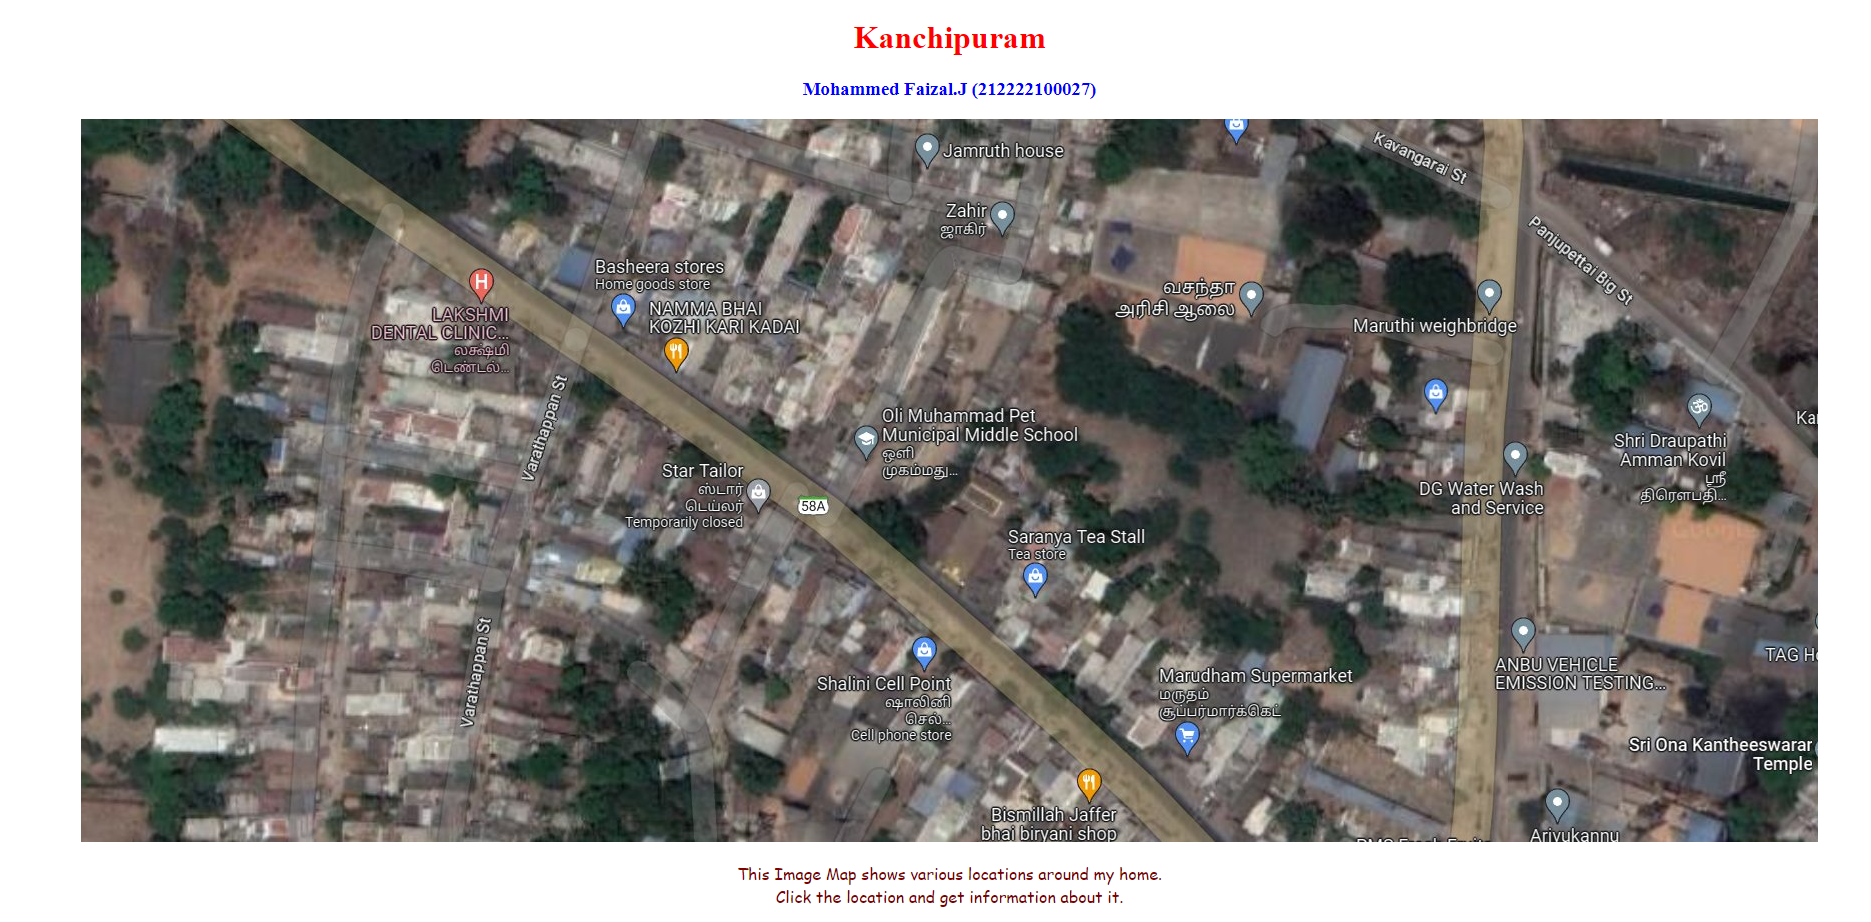 Kanchipuram
Mohammed Faizal.J (212222100027)
Jamruth house
Kavangarai St
Zahir
ஜாகிர்
Panjupettai Big St
Basheera stores
Home goods store
NAMMA BHAI
KOZHI KARI KADAI
LAKSHMI
DENTAL CLINIC...
லக்ஷ்மி
டெண்டல்...
வசந்தா
அரிசி ஆலை
Maruthi weighbridge
Varathappan St
Oli Muhammad Pet
Municipal Middle School
ஒளி
முகம்மது...
Star Tailor
ஸ்டார்
டெய்லர்
Temporarily closed
58A
Shri Draupathi
Amman Kovil
ஸ்ரீ
திரௌபதி...
DG Water Wash
and Service
Saranya Tea Stall
Tea store
Varathappan St
Shalini Cell Point
ஷாலினி
செல்...
Cell phone store
Marudham Supermarket
மருதம்
சூப்பர்மார்க்கெட்
ANBU VEHICLE
EMISSION TESTING...
TAG
Sri Ona Kantheeswarar
Temple
Bismillah Jaffer
bhai biryani shop
Arivukannu
This Image Map shows various locations around my home.
Click the location and get information about it.